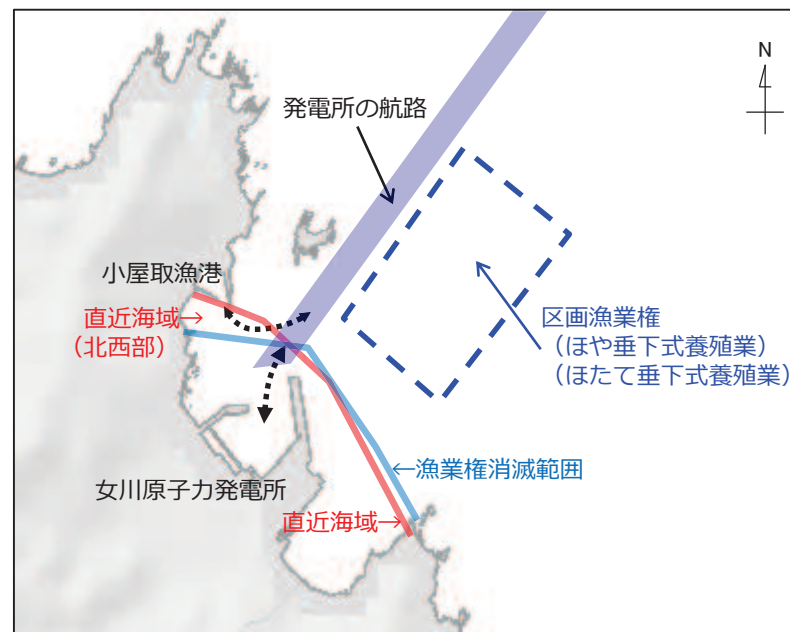 N
発電所の航路
小屋取漁港
直近海域→
（北西部）
区画漁業権
（ほや垂下式養殖業）
（ほたて垂下式養殖業）
←漁業権消滅範囲
女川原子力発電所
直近海域→